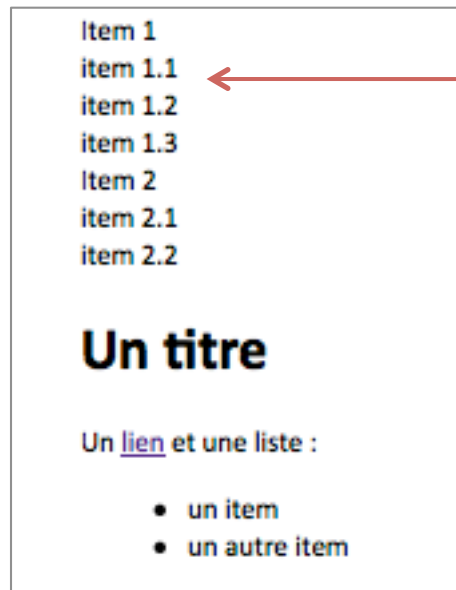 Item 1
item 1.1
item 1.2
item 1.3
Item 2
item 2.1
item 2.2
Un titre
Un lien et une liste :
• un item
• un autre item